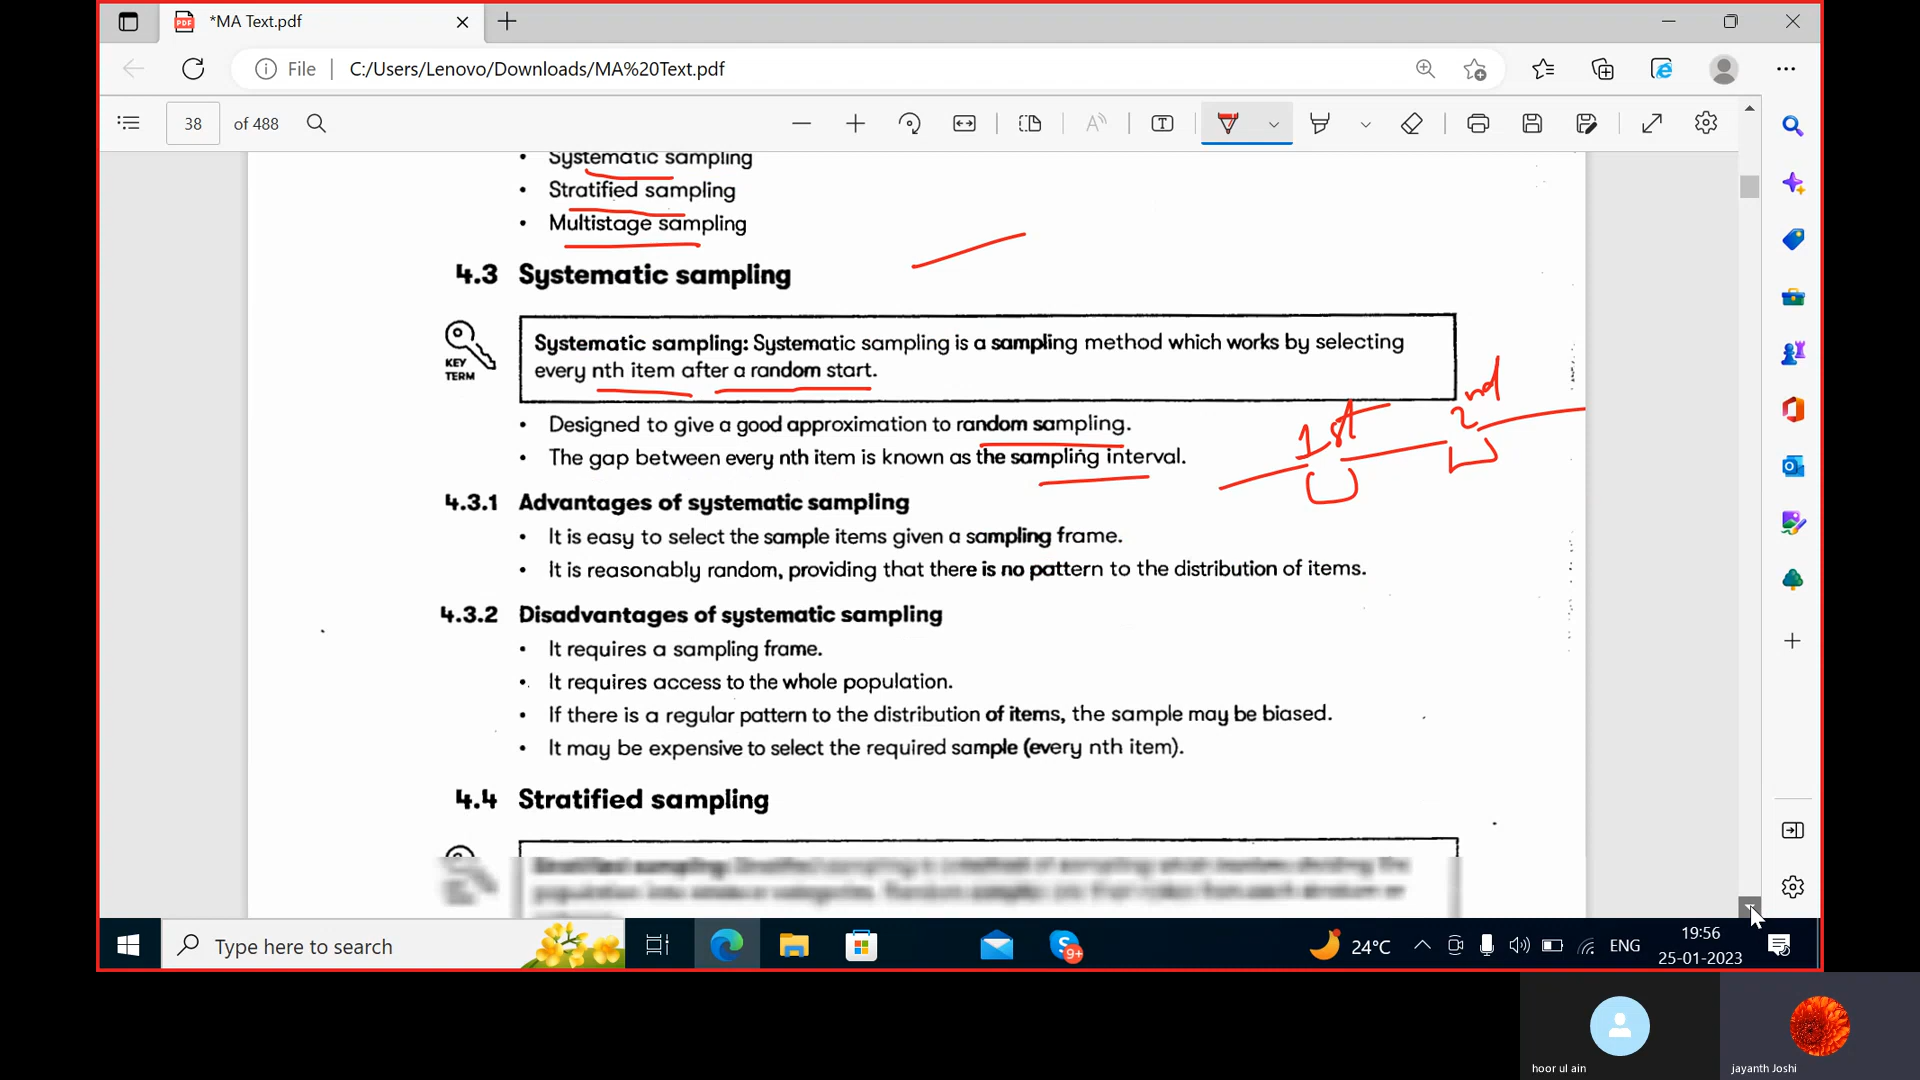 *MA Text.pdf
File
C:/Users/Lenovo/Downloads/MA%20Text.pdf
38 of 488
• Systematic sampling
• Stratified sampling
• Multistage sampling
4.3 Systematic sampling
KEY TERM
Systematic sampling: Systematic sampling is a sampling method which works by selecting
every nth item after a random start.
2nd
• Designed to give a good approximation to random sampling.
1st
• The gap between every nth item is known as the sampling interval.
4.3.1 Advantages of systematic sampling
• It is easy to select the sample items given a sampling frame.
• It is reasonably random, providing that there is no pattern to the distribution of items.
4.3.2 Disadvantages of systematic sampling
• It requires a sampling frame.
• It requires access to the whole population.
• If there is a regular pattern to the distribution of items, the sample may be biased.
• It may be expensive to select the required sample (every nth item).
4.4 Stratified sampling
Type here to search
9+
24°C
ENG
19:56
25-01-2023
hoor ul ain
jayanth Joshi